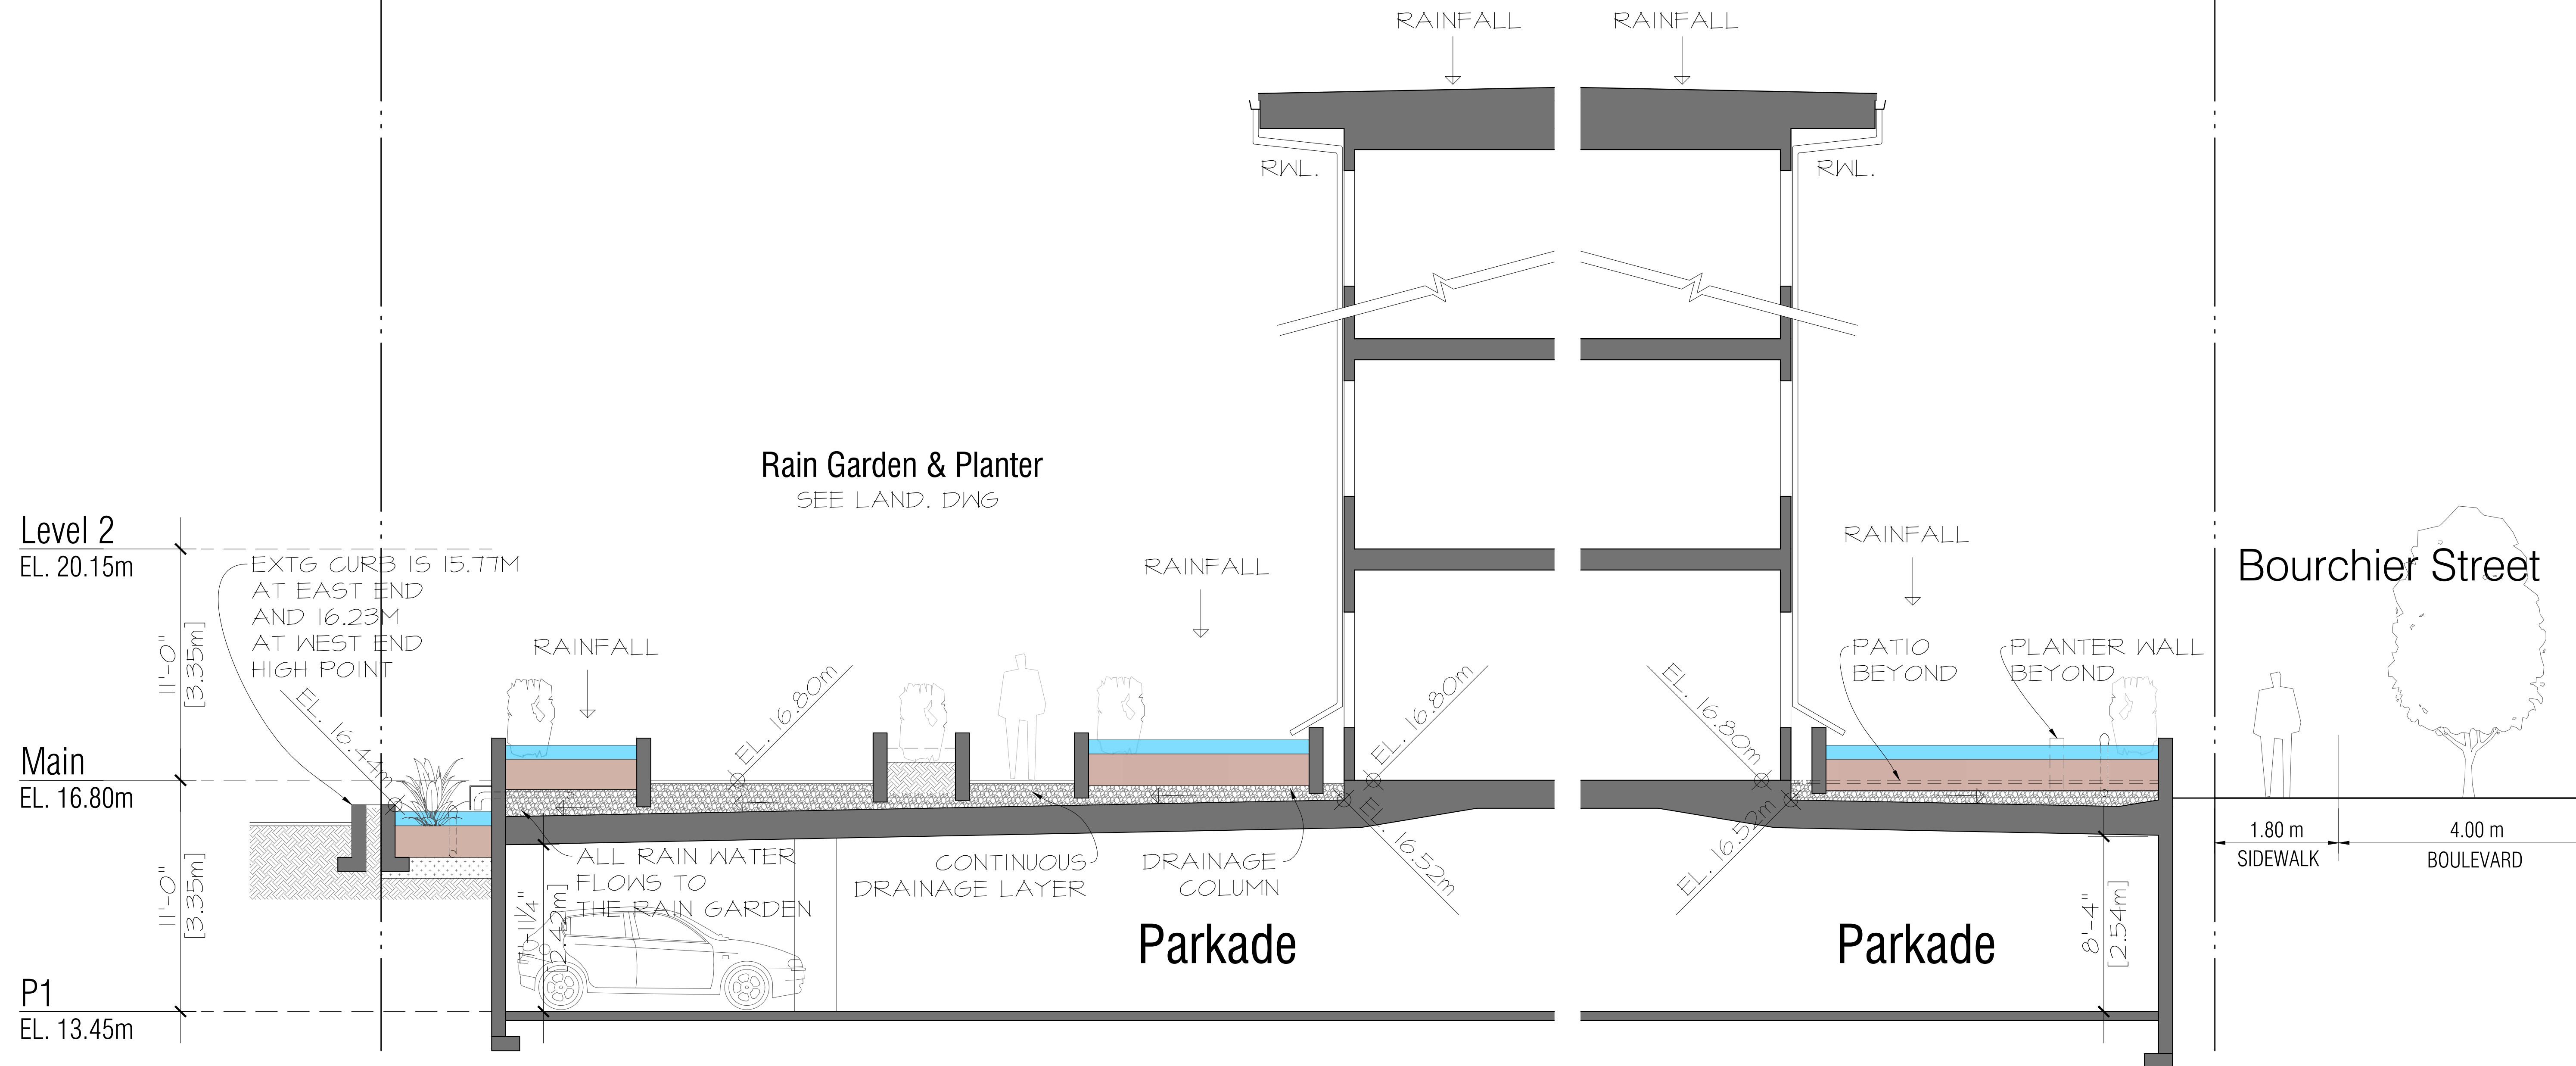 RAINFALL
RAINFALL
RWL.
RWL.
Rain Garden & Planter
SEE LAND. DWG
Level 2
EL. 20.15m
EXTG CURB IS 15.77M
AT EAST END
AND 16.23M
AT WEST END
HIGH POINT
11'-0"
[3.35m]
EL. 16.44m
RAINFALL
EL. 16.80m
RAINFALL
EL. 16.80m
EL. 16.80m
RAINFALL
PATIO
BEYOND
PLANTER WALL
BEYOND
Bourchier Street
Main
EL. 16.80m
11'-0"
[3.35m]
ALL RAIN WATER
FLOWS TO
THE RAIN GARDEN
7'-11¼"
[2.42m]
CONTINUOUS
DRAINAGE LAYER
DRAINAGE
COLUMN
EL. 16.52m
EL. 16.52m
Parkade
Parkade
8'-4"
[2.54m]
1.80 m
SIDEWALK
4.00 m
BOULEVARD
P1
EL. 13.45m